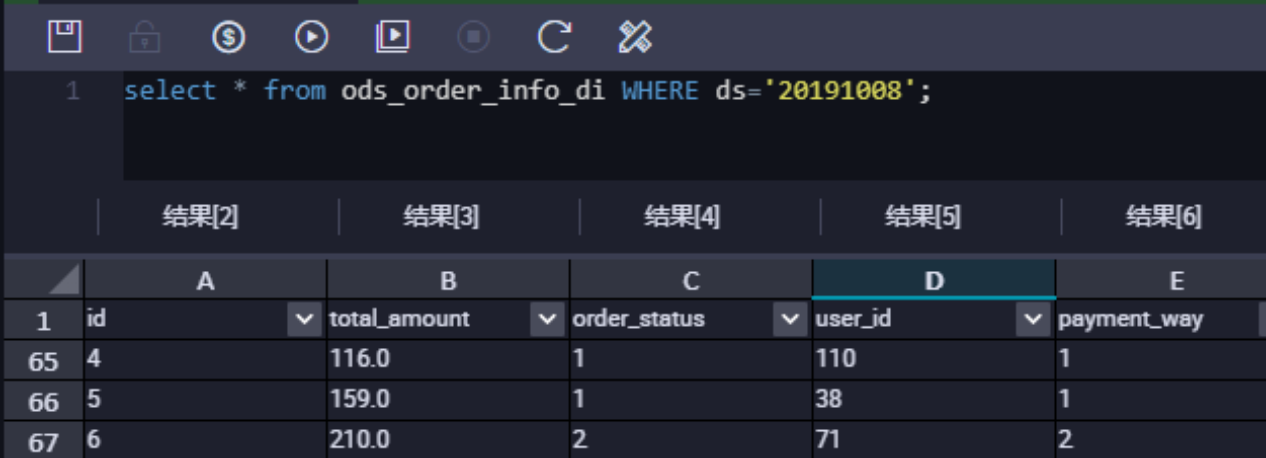 1 select * from ods_order_info_di WHERE ds='20191008';
结果[2] 结果[3] 结果[4] 结果[5] 结果[6]
A B C D E
1 id total_amount order_status user_id payment_way
65 4 116.0 1 110 1
66 5 159.0 1 38 1
67 6 210.0 2 71 2